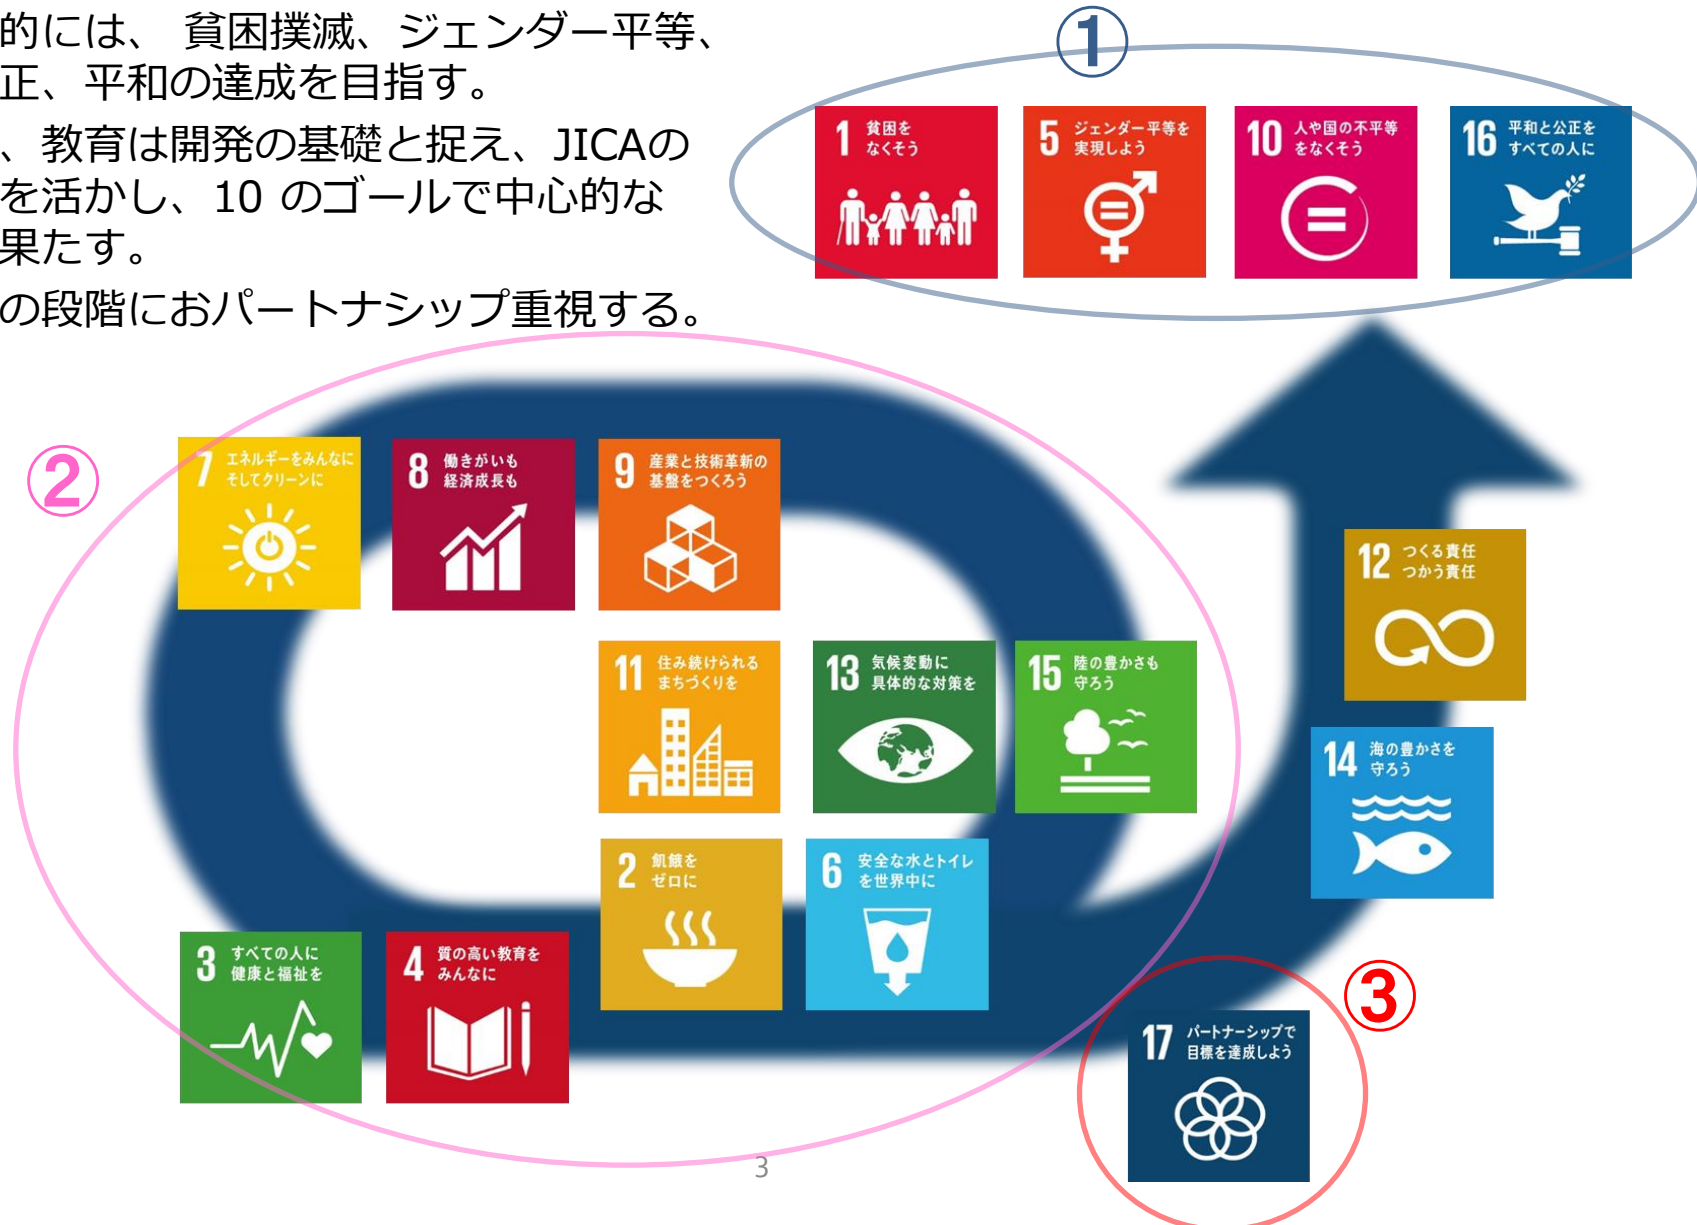 的には、 貧困撲滅、ジェンダー平等、
正、平和の達成を目指す。
、教育は開発の基礎と捉え、JICAの
を活かし、10 のゴールで中心的な
果たす。
の段階におパートナシップ重視する。
①
1 貧困を
なくそう
5 ジェンダー平等を
実現しよう
10 人や国の不平等
をなくそう
16 平和と公正を
すべての人に
②
7 エネルギーをみんなに
そしてクリーンに
8 働きがいも
経済成長も
9 産業と技術革新の
基盤をつくろう
12 つくる責任
つかう責任
11 住み続けられる
まちづくりを
13 気候変動に
具体的な対策を
15 陸の豊かさも
守ろう
14 海の豊かさを
守ろう
2 飢餓を
ゼロに
6 安全な水とトイレ
を世界中に
3 すべての人に
健康と福祉を
4 質の高い教育を
みんなに
③
17 パートナーシップで
目標を達成しよう
3